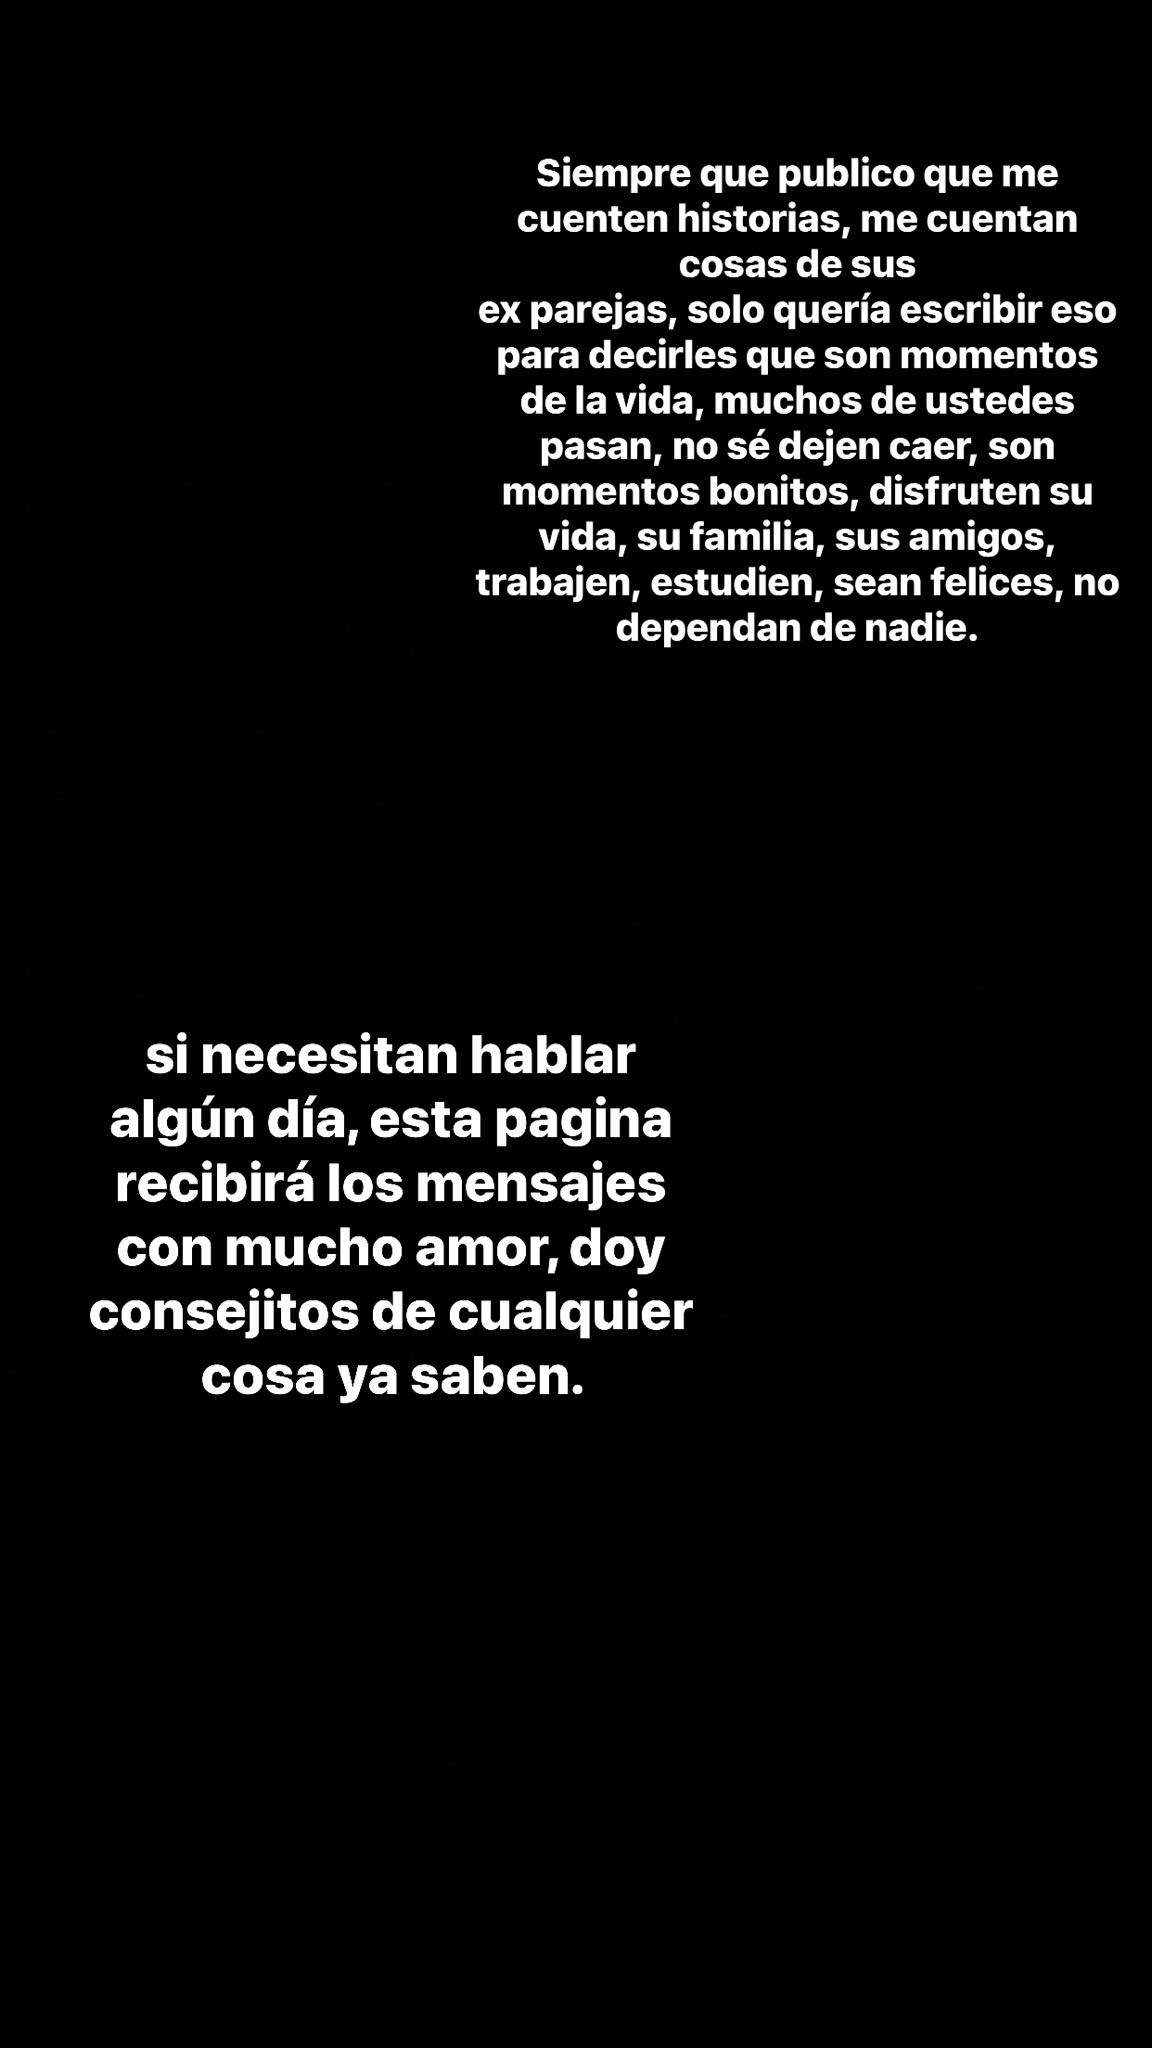 Siempre que publico que me
cuenten historias, me cuentan
cosas de sus
ex parejas, solo quería escribir eso
para decirles que son momentos
de la vida, muchos de ustedes
pasan, no sé dejen caer, son
momentos bonitos, disfruten su
vida, su familia, sus amigos,
trabajen, estudien, sean felices, no
dependan de nadie.
si necesitan hablar
algún día, esta pagina
recibirá los mensajes
con mucho amor, doy
consejitos de cualquier
cosa ya saben.